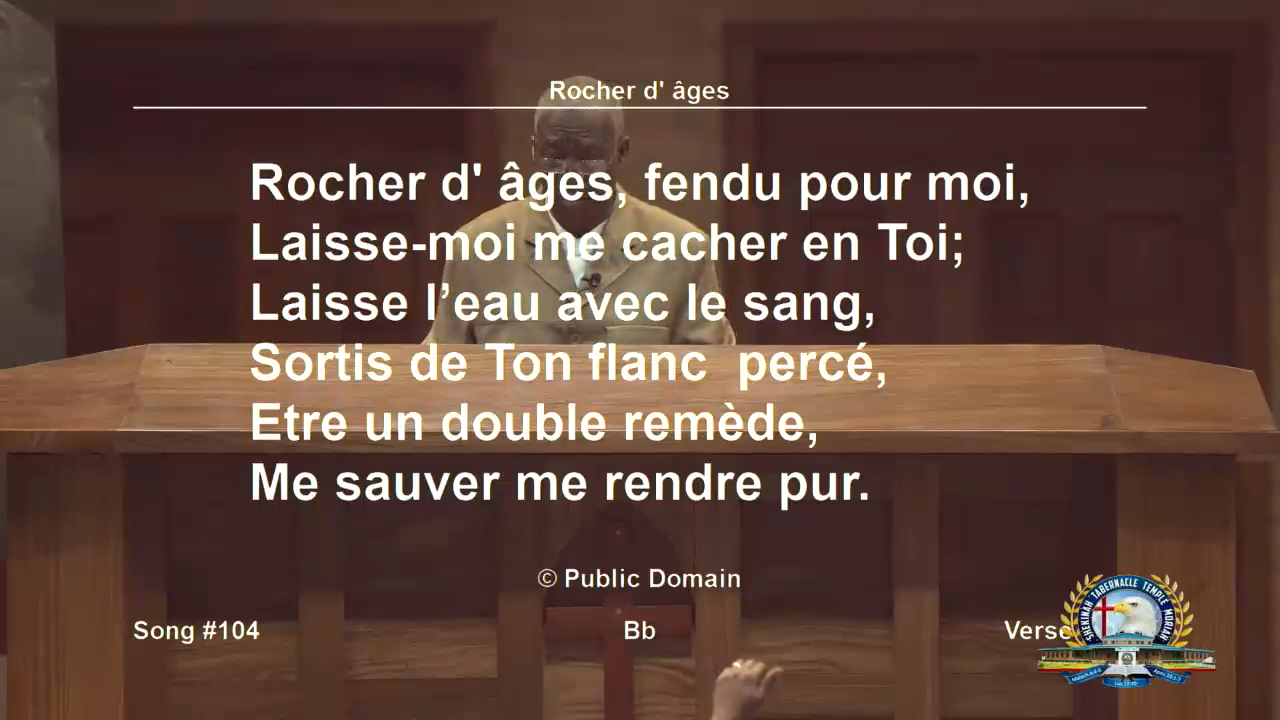 Rocher d' âges
Rocher d' âges, fendu pour moi,
Laisse-moi me cacher en Toi;
Laisse l’eau avec le sang,
Sortis de Ton flanc  percé,
Etre un double remède,
Me sauver me rendre pur.
© Public Domain
Song #104
Bb
Verse
SHEKINAH TABERNACLE TEMPLE MORIAH